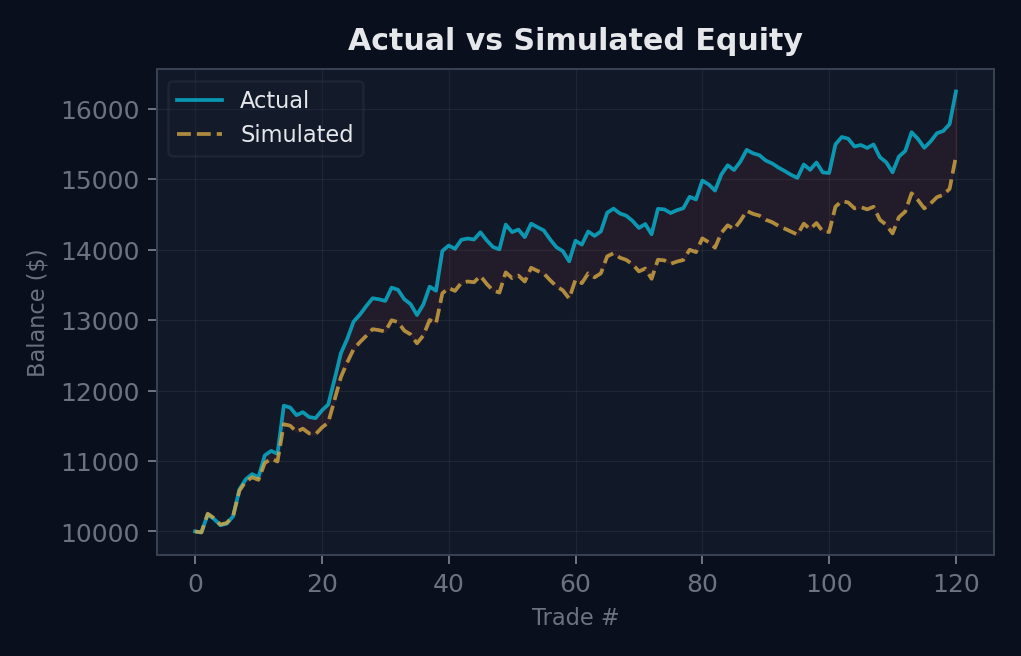 Actual vs Simulated Equity
Actual
Simulated
Balance ($)
16000
15000
14000
13000
12000
11000
10000
0 20 40 60 80 100 120
Trade #